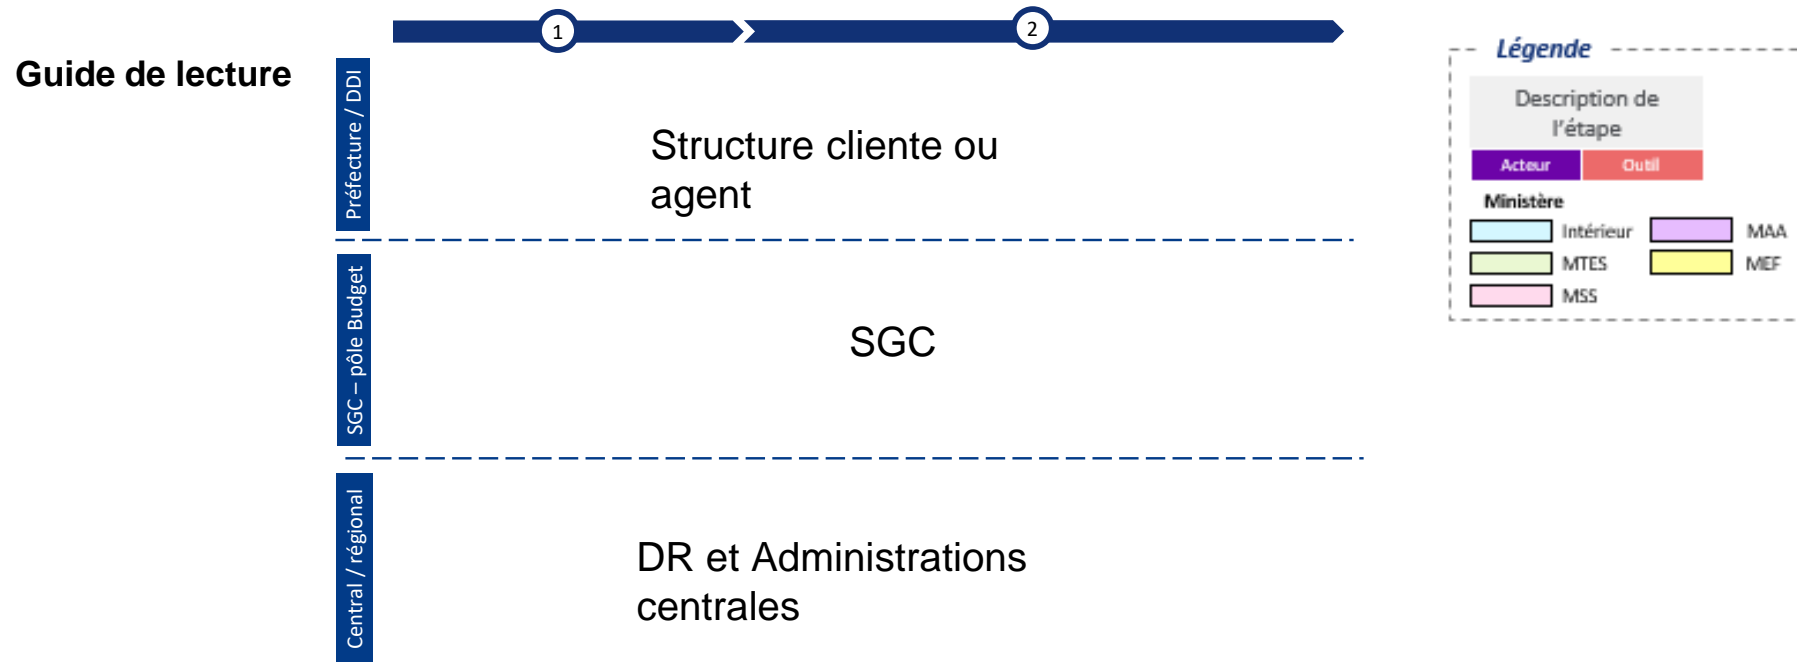 1
2
Guide de lecture
Préfecture / DDI
Structure cliente ou
agent
SGC – pôle Budget
SGC
Central / régional
DR et Administrations
centrales
Légende
Description de
l'étape
Acteur
Outil
Ministère
Intérieur
MAA
MTES
MEF
MSS